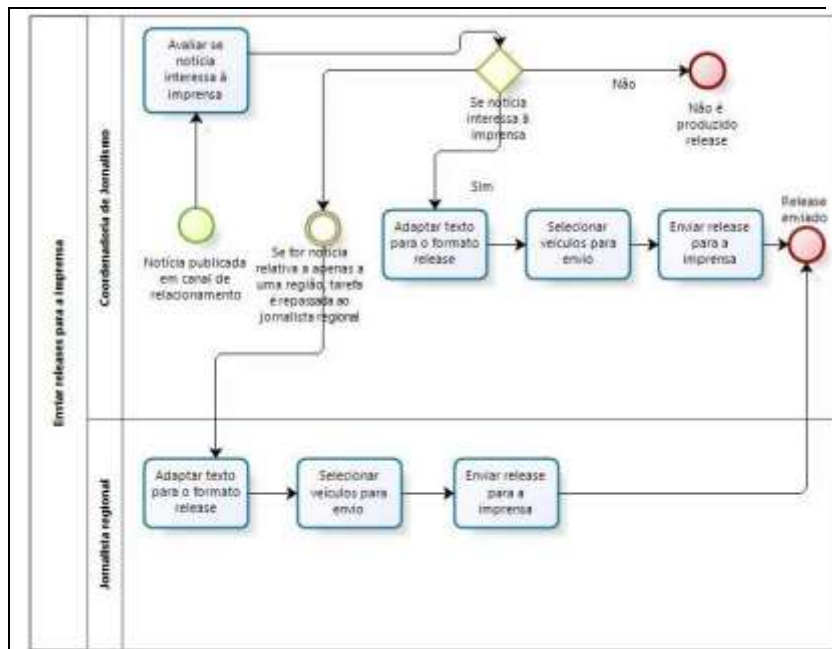 Enviar releases para a imprensa
Coordenadoria de Jornalismo
Avaliar se
notícia
interessa à
imprensa
Se notícia
interessa à
imprensa
Não
Não é
produzido
release
Sim
Notícia publicada
em canal de
relacionamento
Se for notícia
relativa a apenas a
uma região, tarefa
é repassada ao
jornalista regional
Adaptar texto
para o formato
release
Selecionar
veículos para
envio
Enviar release
para a
imprensa
Release
enviado
Jornalista regional
Adaptar texto
para o formato
release
Selecionar
veículos para
envio
Enviar release
para a
imprensa